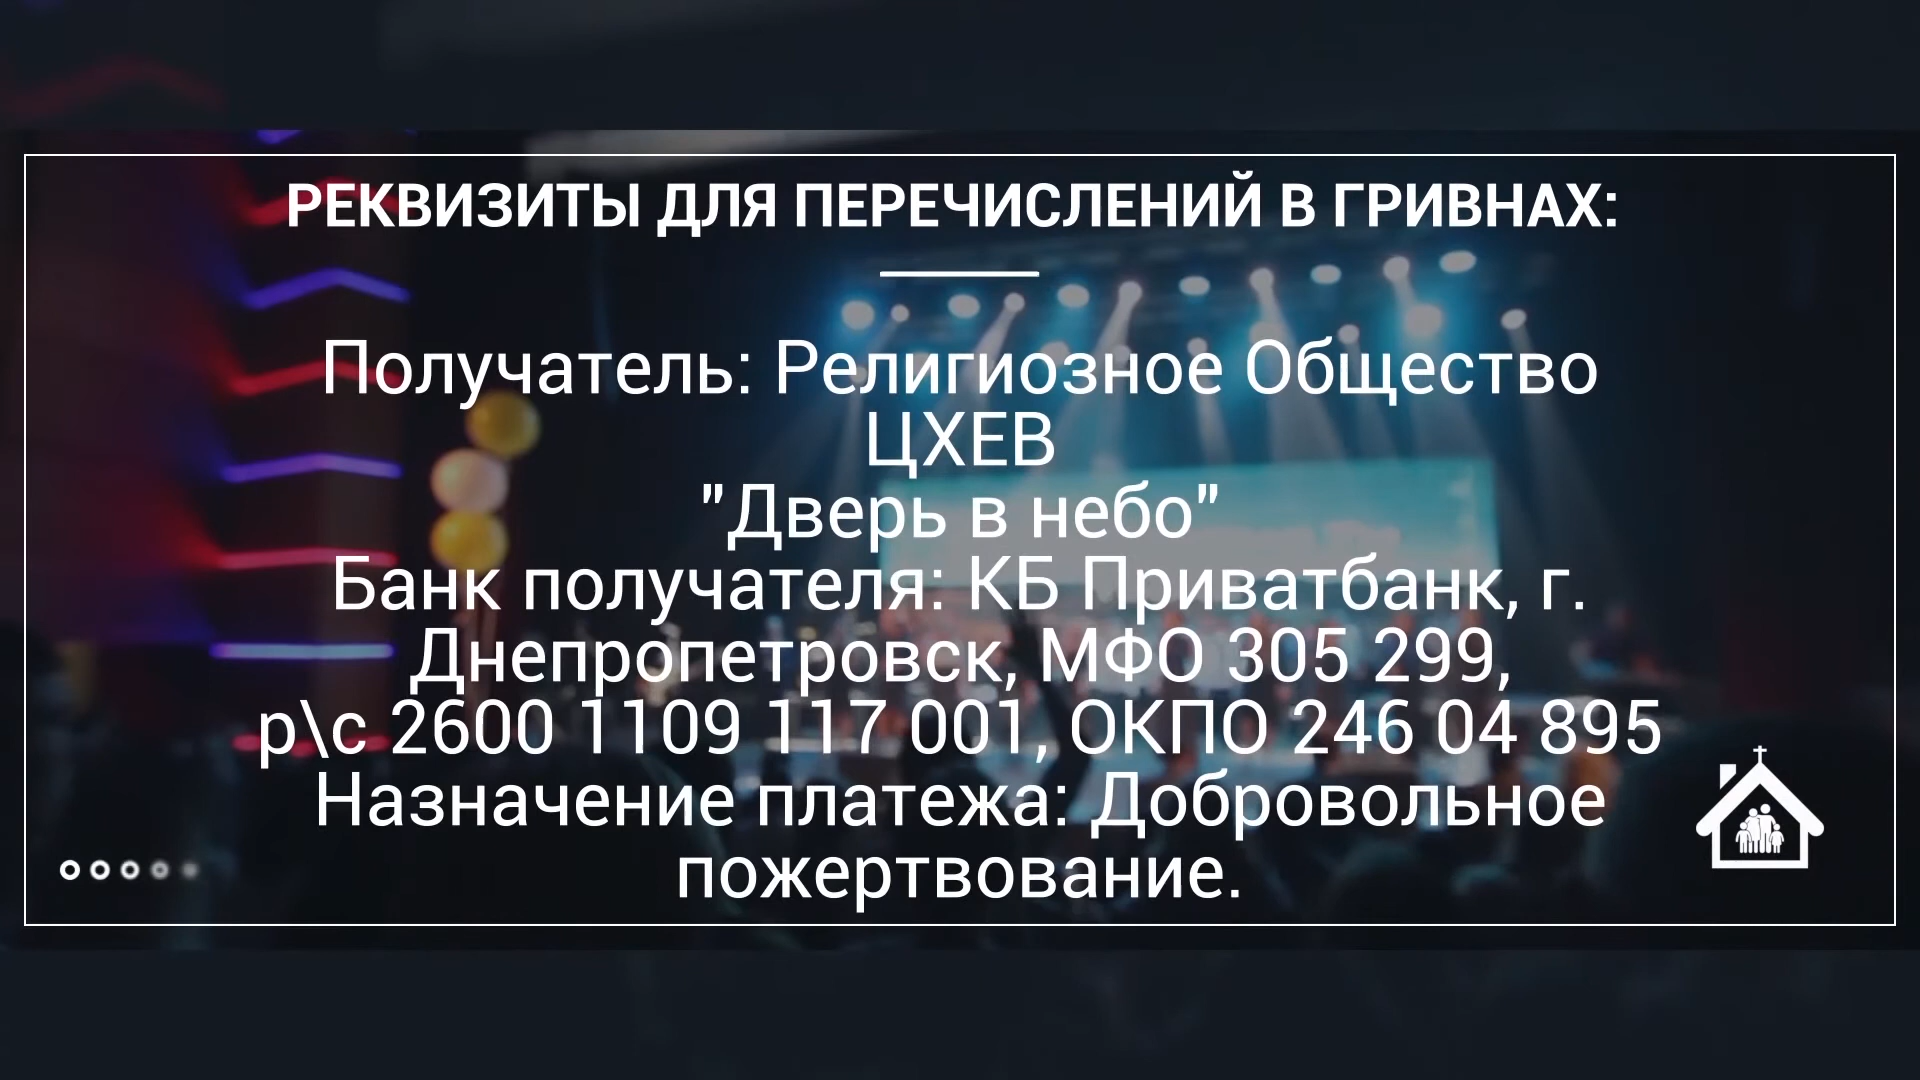 РЕКВИЗИТЫ ДЛЯ ПЕРЕЧИСЛЕНИЙ В ГРИВНАХ:
Получатель: Религиозное Общество
ЦХЕВ
"Дверь в небо"
Банк получателя: КБ Приватбанк, г.
Днепропетровск, МФО 305 299,
р\с 2600 1109 117 001, ОКПО 246 04 895
Назначение платежа: Добровольное
пожертвование.